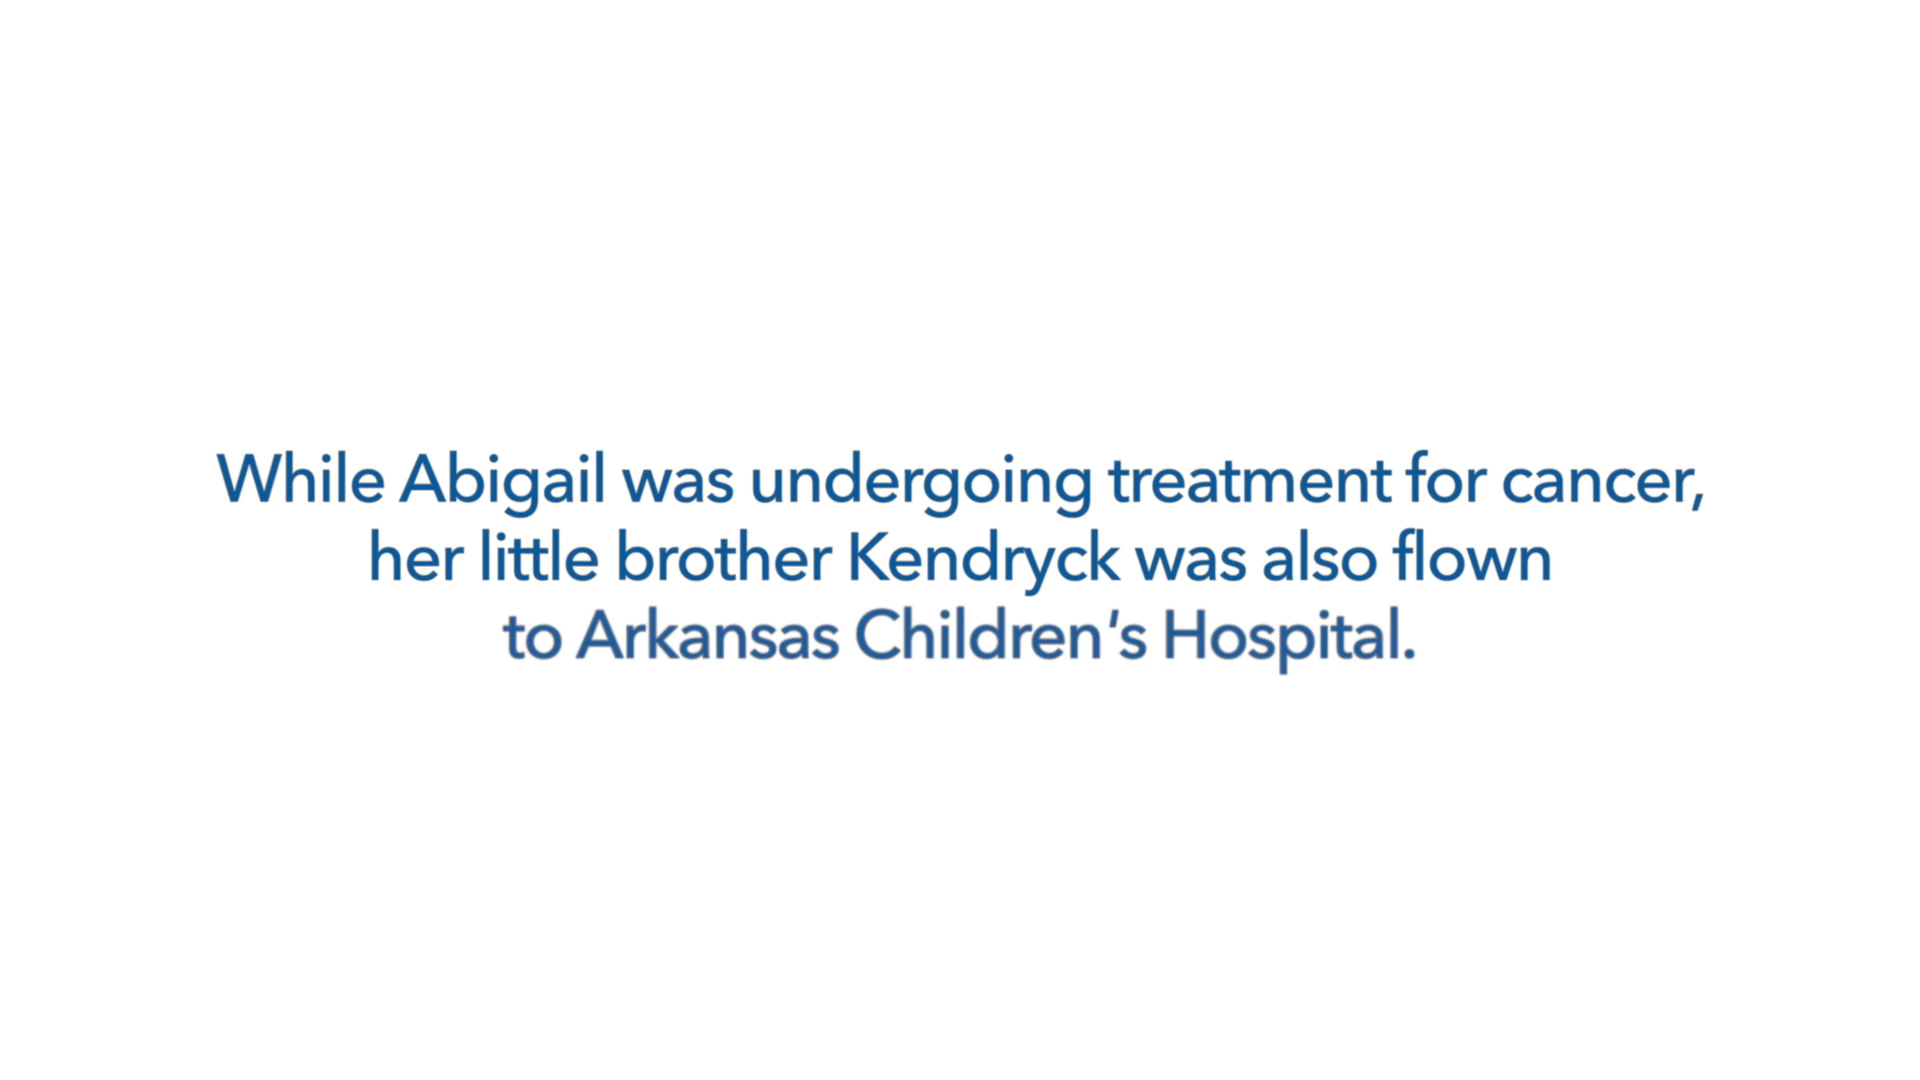 While Abigail was undergoing treatment for cancer,
her little brother Kendryck was also flown
to Arkansas Children’s Hospital.